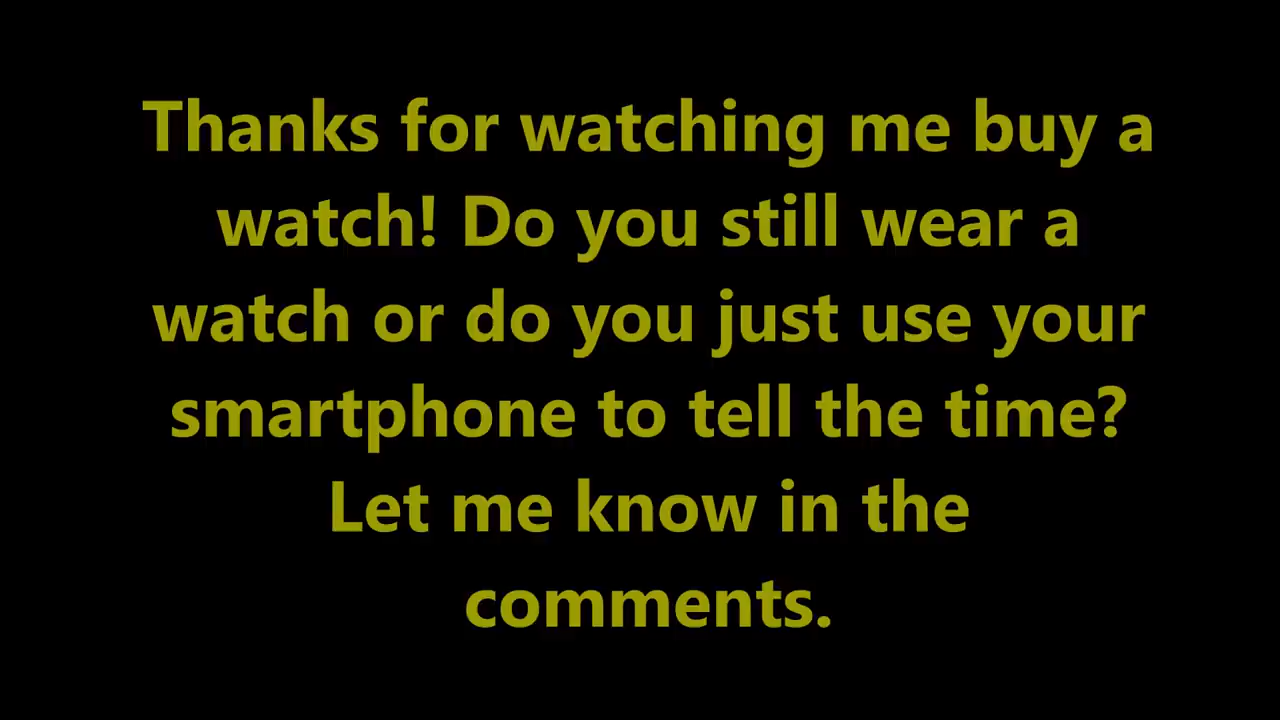 Thanks for watching me buy a
watch! Do you still wear a
watch or do you just use your
smartphone to tell the time?
Let me know in the
comments.